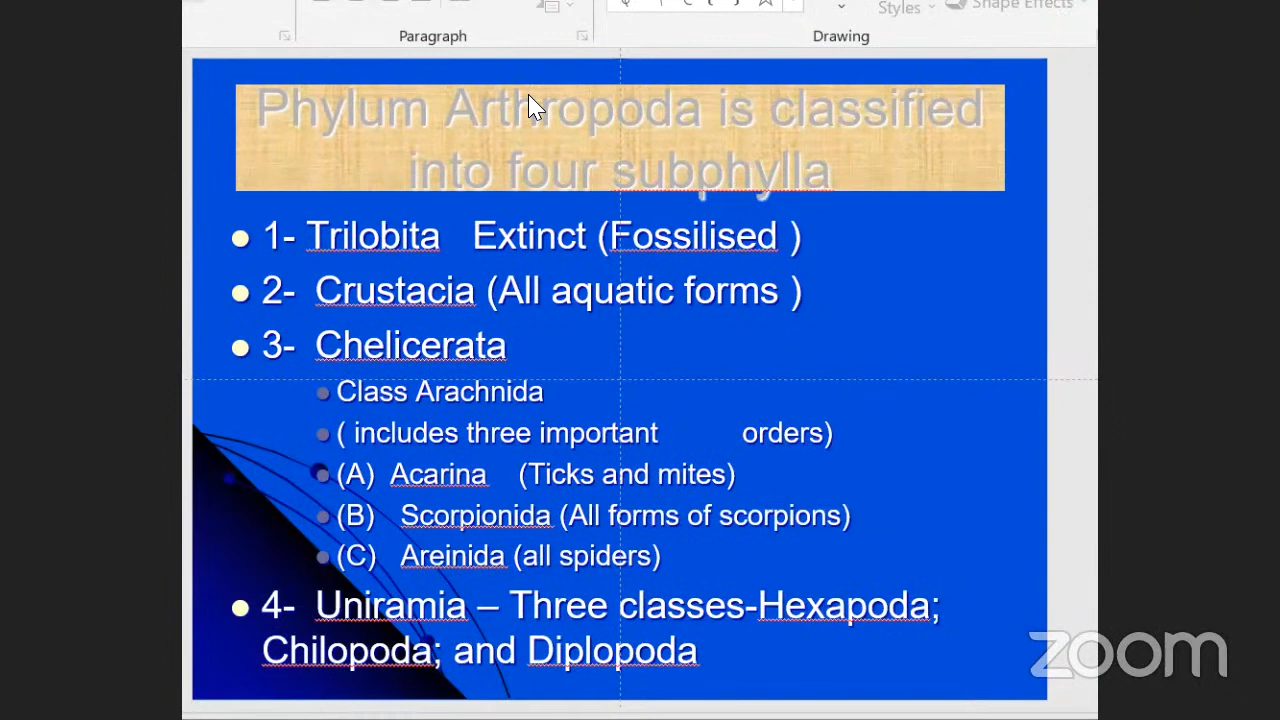 Styles
Shape Effects
Paragraph
Drawing
Phylum Arthropoda is classified
into four subphylla
1- Trilobita Extinct (Fossilised )
2- Crustacia (All aquatic forms )
3- Chelicerata
Class Arachnida
( includes three important orders)
(A) Acarina (Ticks and mites)
(B) Scorpionida (All forms of scorpions)
(C) Areinida (all spiders)
4- Uniramia – Three classes-Hexapoda;
Chilopoda; and Diplopoda
zoom